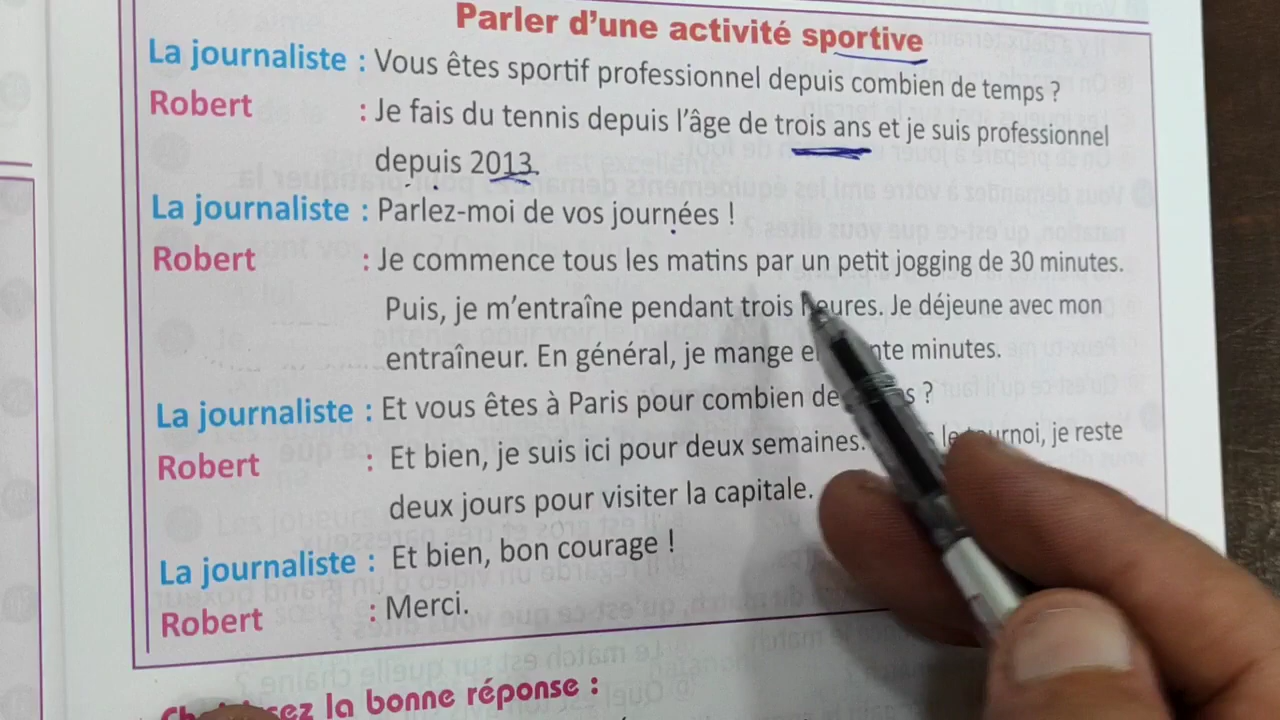 Parler d'une activité sportive
La journaliste : Vous êtes sportif professionnel depuis combien de temps ?
Robert : Je fais du tennis depuis l'âge de trois ans et je suis professionnel
depuis 2013.
La journaliste : Parlez-moi de vos journées !
Robert : Je commence tous les matins par un petit jogging de 30 minutes.
Puis, je m'entraîne pendant trois heures. Je déjeune avec mon
entraîneur. En général, je mange minutes.
La journaliste : Et vous êtes à Paris pour combien de ?
Robert : Et bien, je suis ici pour deux semaines. le tournoi, je reste
deux jours pour visiter la capitale.
La journaliste : Et bien, bon courage !
Robert : Merci.
la bonne réponse :